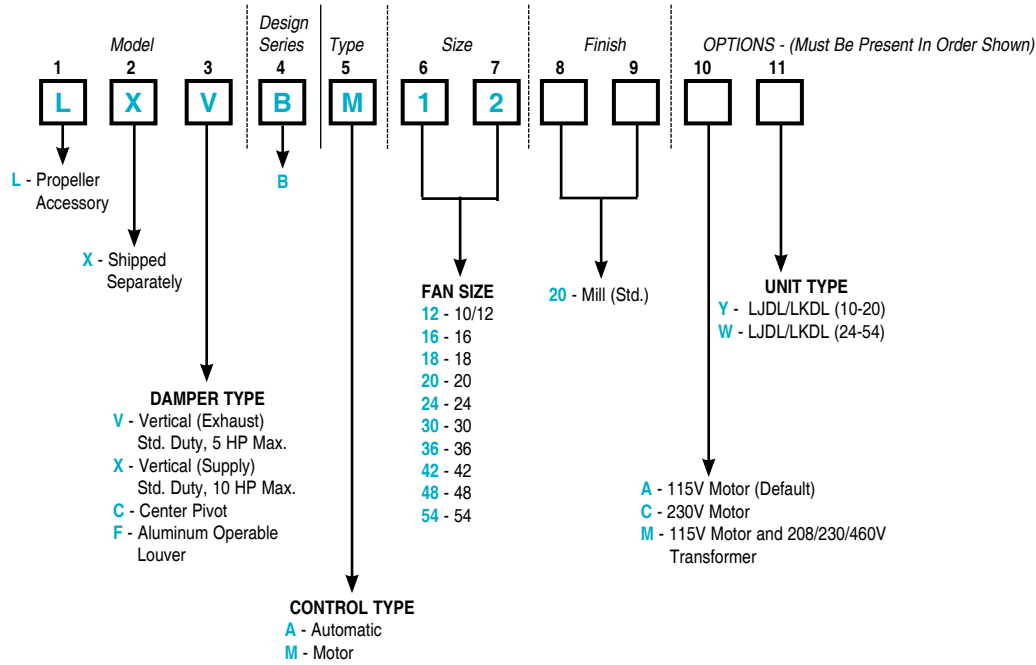 Model
Design
Series
Type
Size
Finish
OPTIONS - (Must Be Present In Order Shown)
1 2 3 4 5 6 7 8 9 10 11
L X V B M 1 2
L - Propeller
Accessory
B
X - Shipped
Separately
DAMPER TYPE
V - Vertical (Exhaust)
Std. Duty, 5 HP Max.
X - Vertical (Supply)
Std. Duty, 10 HP Max.
C - Center Pivot
F - Aluminum Operable
Louver
CONTROL TYPE
A - Automatic
M - Motor
FAN SIZE
12 - 10/12
16 - 16
18 - 18
20 - 20
24 - 24
30 - 30
36 - 36
42 - 42
48 - 48
54 - 54
20 - Mill (Std.)
A - 115V Motor (Default)
C - 230V Motor
M - 115V Motor and 208/230/460V
Transformer
UNIT TYPE
Y - LJDL/LKDL (10-20)
W - LJDL/LKDL (24-54)